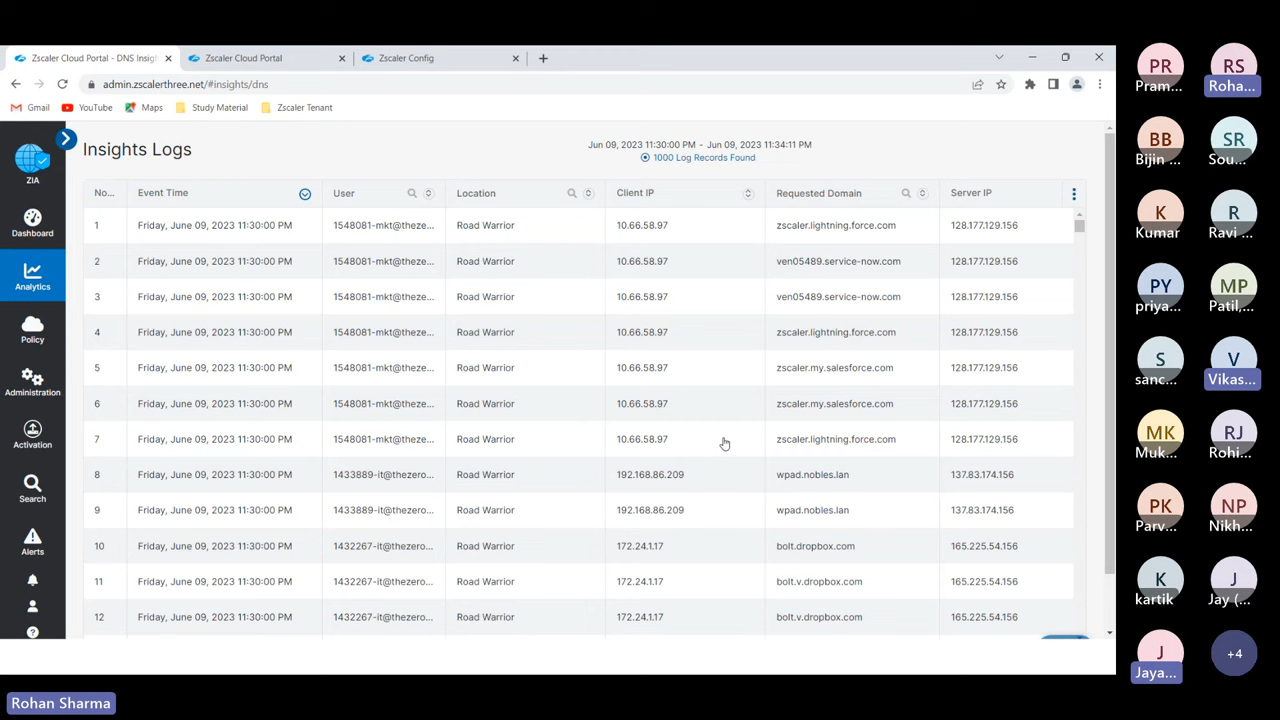 Zscaler Cloud Portal - DNS Insigh
Zscaler Cloud Portal
Zscaler Config
admin.zscalerthree.net/#insights/dns
Gmail YouTube Maps Study Material Zscaler Tenant
Insights Logs
Jun 09, 2023 11:30:00 PM - Jun 09, 2023 11:34:11 PM
1000 Log Records Found
No... Event Time User Location Client IP Requested Domain Server IP
1 Friday, June 09, 2023 11:30:00 PM 1548081-mkt@theze... Road Warrior 10.66.58.97 zscaler.lightning.force.com 128.177.129.156
2 Friday, June 09, 2023 11:30:00 PM 1548081-mkt@theze... Road Warrior 10.66.58.97 ven05489.service-now.com 128.177.129.156
3 Friday, June 09, 2023 11:30:00 PM 1548081-mkt@theze... Road Warrior 10.66.58.97 ven05489.service-now.com 128.177.129.156
4 Friday, June 09, 2023 11:30:00 PM 1548081-mkt@theze... Road Warrior 10.66.58.97 zscaler.lightning.force.com 128.177.129.156
5 Friday, June 09, 2023 11:30:00 PM 1548081-mkt@theze... Road Warrior 10.66.58.97 zscaler.my.salesforce.com 128.177.129.156
6 Friday, June 09, 2023 11:30:00 PM 1548081-mkt@theze... Road Warrior 10.66.58.97 zscaler.my.salesforce.com 128.177.129.156
7 Friday, June 09, 2023 11:30:00 PM 1548081-mkt@theze... Road Warrior 10.66.58.97 zscaler.lightning.force.com 128.177.129.156
8 Friday, June 09, 2023 11:30:00 PM 1433889-it@thezero... Road Warrior 192.168.86.209 wpad.nobles.lan 137.83.174.156
9 Friday, June 09, 2023 11:30:00 PM 1433889-it@thezero... Road Warrior 192.168.86.209 wpad.nobles.lan 137.83.174.156
10 Friday, June 09, 2023 11:30:00 PM 1432267-it@thezero... Road Warrior 172.24.1.17 bolt.dropbox.com 165.225.54.156
11 Friday, June 09, 2023 11:30:00 PM 1432267-it@thezero... Road Warrior 172.24.1.17 bolt.v.dropbox.com 165.225.54.156
12 Friday, June 09, 2023 11:30:00 PM 1432267-it@thezero... Road Warrior 172.24.1.17 bolt.v.dropbox.com 165.225.54.156
ZIA
Dashboard
Analytics
Policy
Administration
Activation
Search
Alerts
PR RS
Pram... Roha...
BB SR
Bijin ... Sou...
K R
Kumar Ravi ...
PY MP
priya... Patil,...
S V
sanc... Vikas...
MK RJ
Muk... Rohi...
PK NP
Parv... Nikh...
K J
kartik Jay (...
J +4
Jaya...
Rohan Sharma